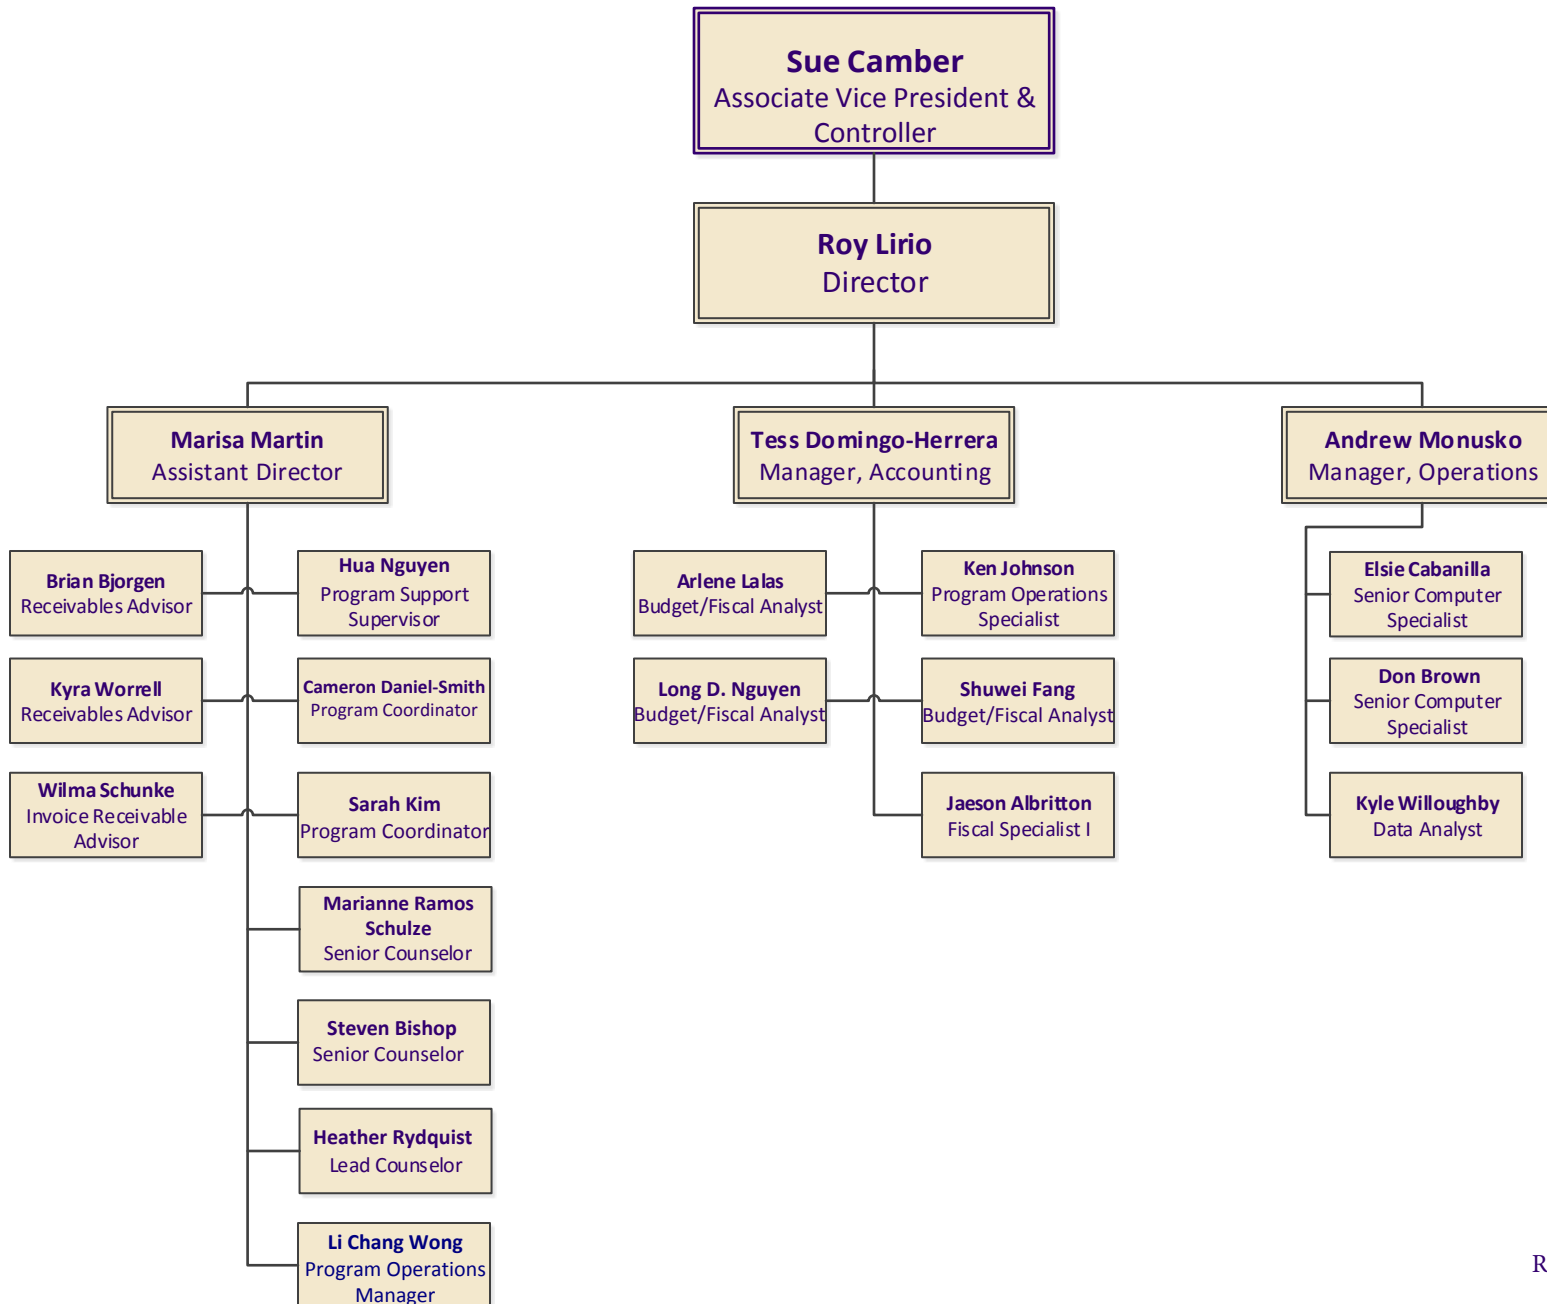 Sue Camber
Associate Vice President &
Controller
Roy Lirio
Director
Marisa Martin
Assistant Director
Tess Domingo-Herrera
Manager, Accounting
Andrew Monusko
Manager, Operations
Brian Bjorgen
Receivables Advisor
Hua Nguyen
Program Support
Supervisor
Kyra Worrell
Receivables Advisor
Cameron Daniel-Smith
Program Coordinator
Wilma Schunke
Invoice Receivable
Advisor
Sarah Kim
Program Coordinator
Marianne Ramos
Schulze
Senior Counselor
Steven Bishop
Senior Counselor
Heather Rydquist
Lead Counselor
Li Chang Wong
Program Operations
Manager
Arlene Lalas
Budget/Fiscal Analyst
Ken Johnson
Program Operations
Specialist
Long D. Nguyen
Budget/Fiscal Analyst
Shuwei Fang
Budget/Fiscal Analyst
Jaeson Albritton
Fiscal Specialist I
Elsie Cabanilla
Senior Computer
Specialist
Don Brown
Senior Computer
Specialist
Kyle Willoughby
Data Analyst
R